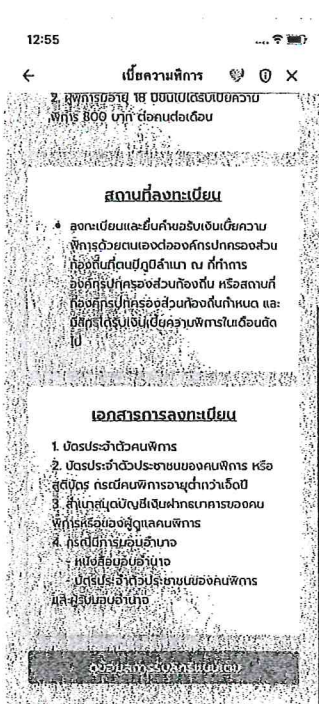 12:55
เบี้ยความพิการ
2. ผู้พิการมีอายุ 18 ปีขึ้นไปได้รับเบี้ยความ
พิการ 800 บาท ต่อคนต่อเดือน
สถานที่ลงทะเบียน
• ลงทะเบียนและยื่นคำขอรับเงินเบี้ยความ
พิการด้วยตนเองต่อองค์กรปกครองส่วน
ท้องถิ่นที่ตนมีภูมิลำเนา ณ ที่ทำการ
องค์กรปกครองส่วนท้องถิ่น หรือสถานที่
ที่องค์กรปกครองส่วนท้องถิ่นกำหนด และ
มีสิทธิได้รับเงินเบี้ยความพิการในเดือนถัด
ไป
เอกสารการลงทะเบียน
1. บัตรประจำตัวคนพิการ
2. บัตรประจำตัวประชาชนของคนพิการ หรือ
สูติบัตร กรณีคนพิการอายุต่ำกว่าเจ็ดปี
3. สำเนาสมุดบัญชีเงินฝากธนาคารของคน
พิการหรือของผู้ดูแลคนพิการ
4. กรณีมีการมอบอำนาจ
- หนังสือมอบอำนาจ
- บัตรประจำตัวประชาชนของคนพิการ
และผู้รับมอบอำนาจ
ดูข้อมูลการรับสิทธิเพิ่มเติม